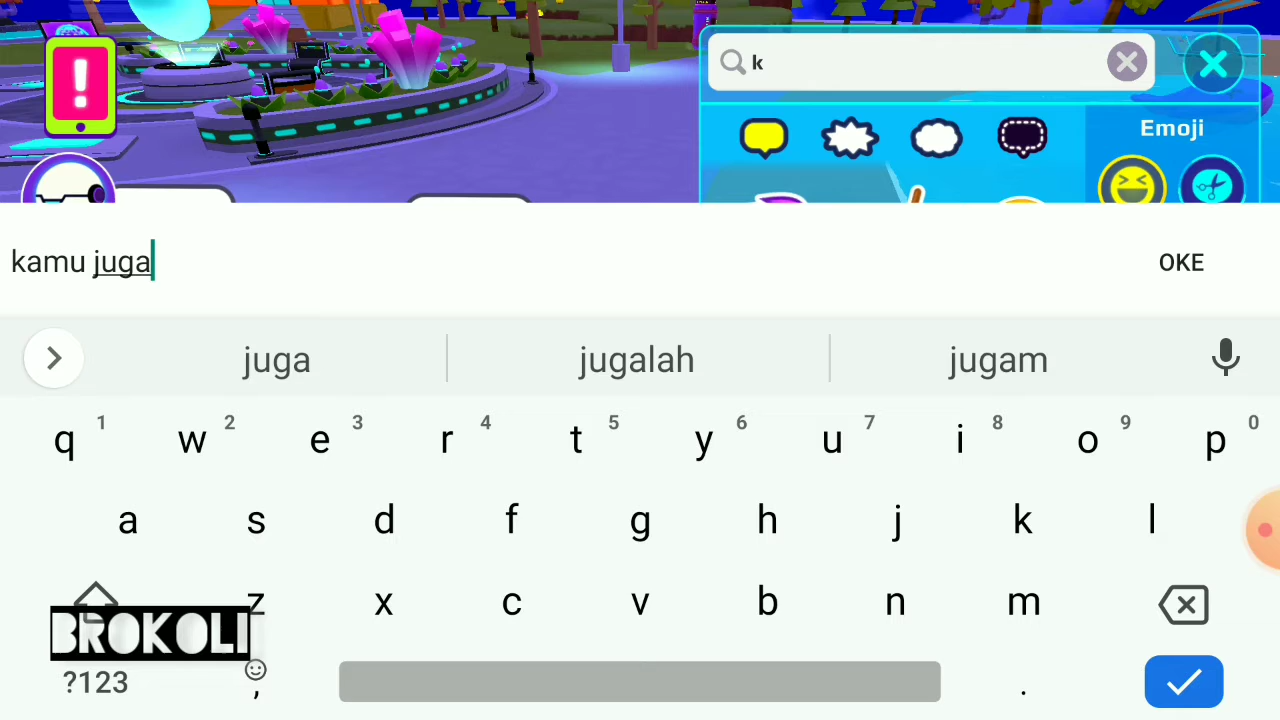 !
k
Emoji
kamu juga
OKE
juga jugalah jugam
q 1 w 2 e 3 r 4 t 5 y 6 u 7 i 8 o 9 p 0
a s d f g h j k l
z x c v b n m
BROKOLI
?123 , .